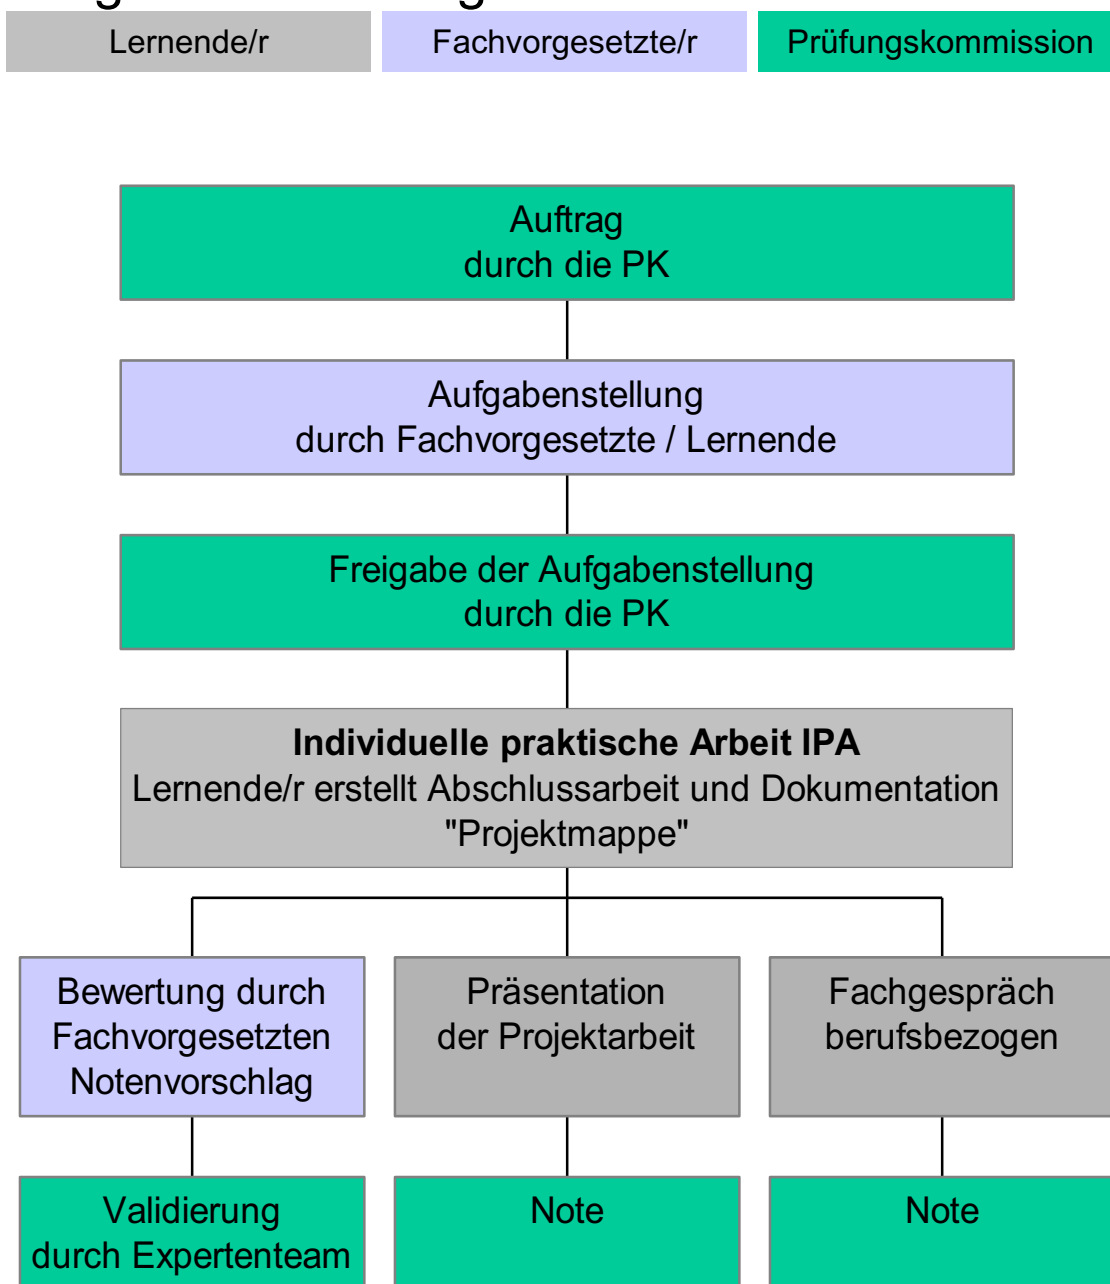 Lernende/r
Fachvorgesetzte/r
Prüfungskommission
Auftrag
durch die PK
Aufgabenstellung
durch Fachvorgesetzte / Lernende
Freigabe der Aufgabenstellung
durch die PK
Individuelle praktische Arbeit IPA
Lernende/r erstellt Abschlussarbeit und Dokumentation
"Projektmappe"
Bewertung durch
Fachvorgesetzten
Notenvorschlag
Präsentation
der Projektarbeit
Fachgespräch
berufsbezogen
Validierung
durch Expertenteam
Note
Note